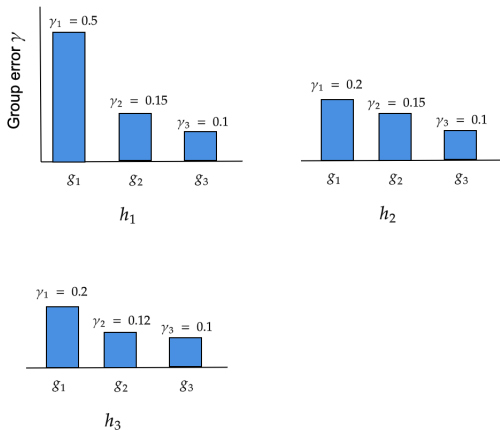 Group error γ
γ₁ = 0.5
γ₂ = 0.15
γ₃ = 0.1
g₁ g₂ g₃
h₁
γ₁ = 0.2
γ₂ = 0.15
γ₃ = 0.1
g₁ g₂ g₃
h₂
γ₁ = 0.2
γ₂ = 0.12
γ₃ = 0.1
g₁ g₂ g₃
h₃